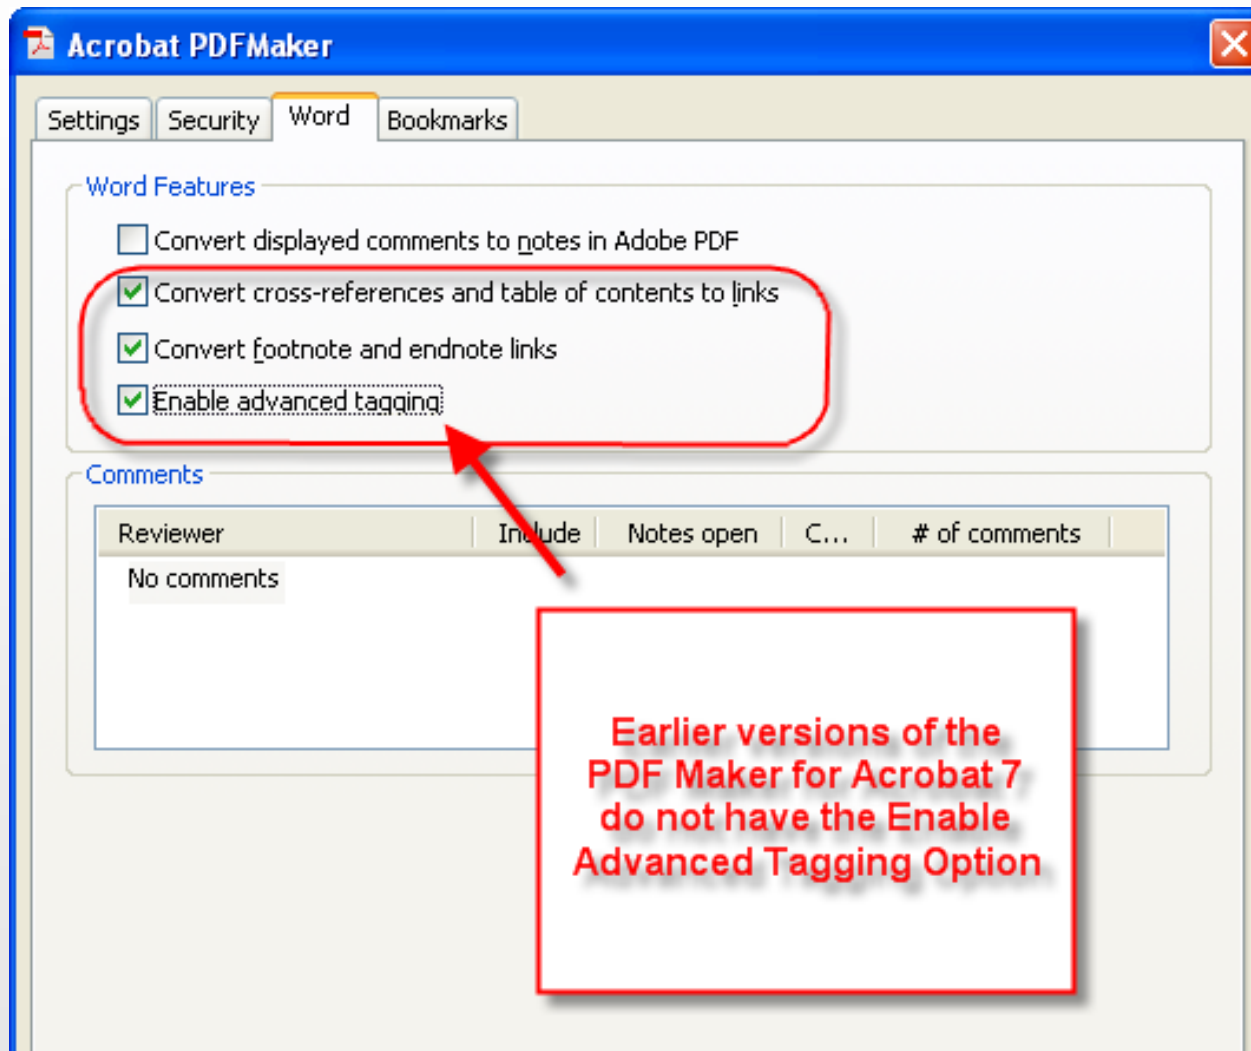 Acrobat PDFMaker
Settings Security Word Bookmarks
Word Features
Convert displayed comments to notes in Adobe PDF
Convert cross-references and table of contents to links
Convert footnote and endnote links
Enable advanced tagging
Comments
Reviewer Include Notes open C... # of comments
No comments
Earlier versions of the
PDF Maker for Acrobat 7
do not have the Enable
Advanced Tagging Option